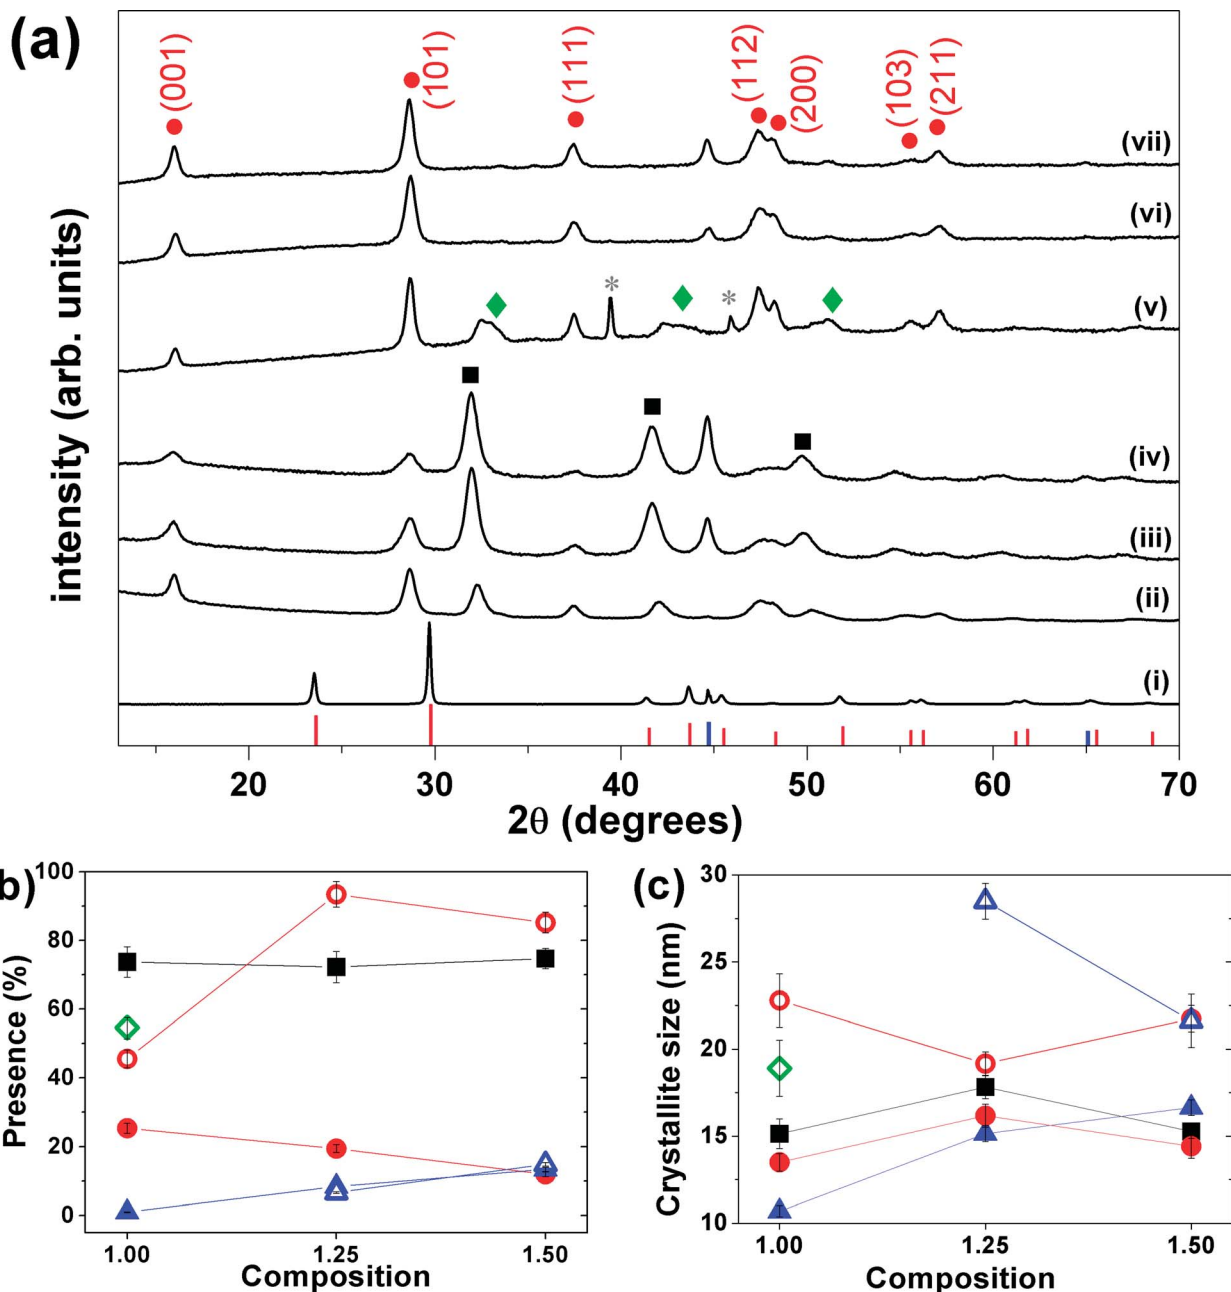 (a)
(001)
(101)
(111)
(112)
(200)
(103)
(211)
(vii)
(vi)
*
*
(v)
(iv)
(iii)
(ii)
(i)
intensity (arb. units)
20 30 40 50 60 70
2θ (degrees)
b)
100
80
60
40
20
0
Presence (%)
1.00 1.25 1.50
Composition
(c)
30
25
20
15
10
Crystallite size (nm)
1.00 1.25 1.50
Composition